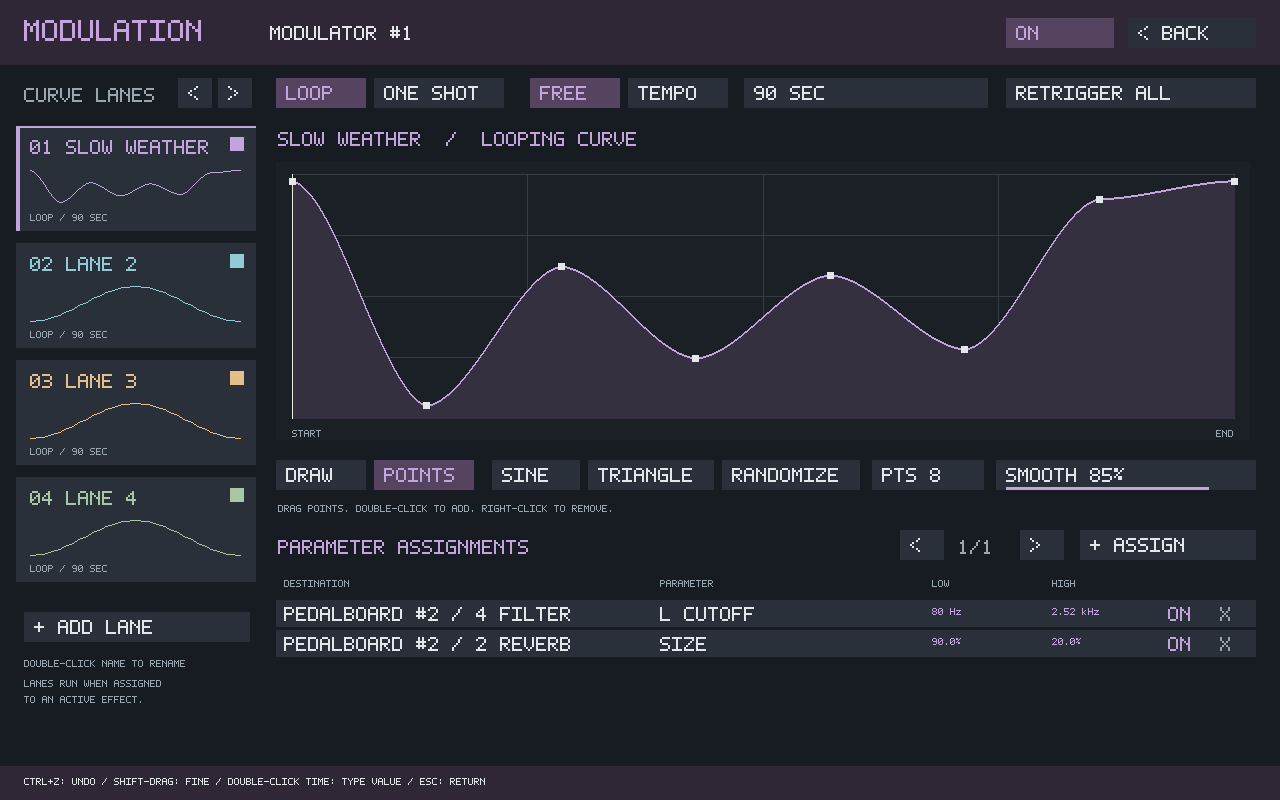 MODULATION
MODULATOR #1
ON
< BACK
CURVE LANES
<
>
LOOP
ONE SHOT
FREE
TEMPO
90 SEC
RETRIGGER ALL
SLOW WEATHER / LOOPING CURVE
01 SLOW WEATHER
LOOP / 90 SEC
02 LANE 2
LOOP / 90 SEC
03 LANE 3
LOOP / 90 SEC
04 LANE 4
LOOP / 90 SEC
+ ADD LANE
DOUBLE-CLICK NAME TO RENAME
LANES RUN WHEN ASSIGNED
TO AN ACTIVE EFFECT.
START
END
DRAW
POINTS
SINE
TRIANGLE
RANDOMIZE
PTS 8
SMOOTH 85%
DRAG POINTS. DOUBLE-CLICK TO ADD. RIGHT-CLICK TO REMOVE.
PARAMETER ASSIGNMENTS
<
1/1
>
+ ASSIGN
DESTINATION PARAMETER LOW HIGH
PEDALBOARD #2 / 4 FILTER L CUTOFF 80 Hz 2.52 kHz ON X
PEDALBOARD #2 / 2 REVERB SIZE 90.0% 20.0% ON X
CTRL+Z: UNDO / SHIFT-DRAG: FINE / DOUBLE-CLICK TIME: TYPE VALUE / ESC: RETURN